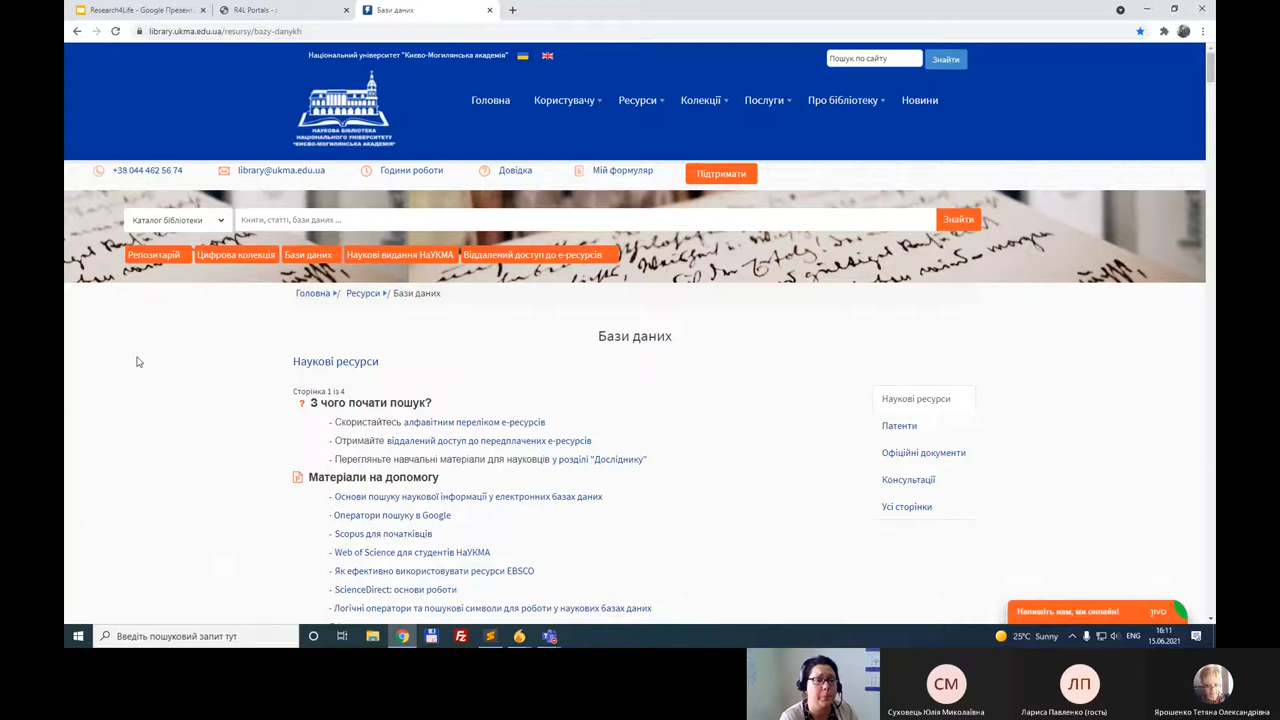 Research4Life - Google Презент
R4L Portals - :
Бази даних
library.ukma.edu.ua/resursy/bazy-danykh
Національний університет "Києво-Могилянська академія"
Пошук по сайту
Знайти
НАУКОВА БІБЛІОТЕКА
НАЦІОНАЛЬНОГО УНІВЕРСИТЕТУ
"КИЄВО-МОГИЛЯНСЬКА АКАДЕМІЯ"
Головна
Користувачу
Ресурси
Колекції
Послуги
Про бібліотеку
Новини
+38 044 462 56 74
library@ukma.edu.ua
Години роботи
Довідка
Мій формуляр
Підтримати
Каталог бібліотеки
Книги, статті, бази даних ...
Знайти
Репозитарій
Цифрова колекція
Бази даних
Наукові видання НаУКМА
Віддалений доступ до е-ресурсів
Головна / Ресурси / Бази даних
Бази даних
Наукові ресурси
Сторінка 1 із 4
? З чого почати пошук?
- Скористайтесь алфавітним переліком е-ресурсів
- Отримайте віддалений доступ до передплачених е-ресурсів
- Перегляньте навчальні матеріали для науковців у розділі "Досліднику"
Матеріали на допомогу
- Основи пошуку наукової інформації у електронних базах даних
- Оператори пошуку в Google
- Scopus для початківців
- Web of Science для студентів НаУКМА
- Як ефективно використовувати ресурси EBSCO
- ScienceDirect: основи роботи
- Логічні оператори та пошукові символи для роботи у наукових базах даних
Наукові ресурси
Патенти
Офіційні документи
Консультації
Усі сторінки
Напишіть нам, ми онлайн!
jivo
Введіть пошуковий запит тут
25°C Sunny
ENG
16:11
15.06.2021
СМ
Суховець Юлія Миколаївна
ЛП
Лариса Павленко (гость)
Ярошенко Тетяна Олександрівна